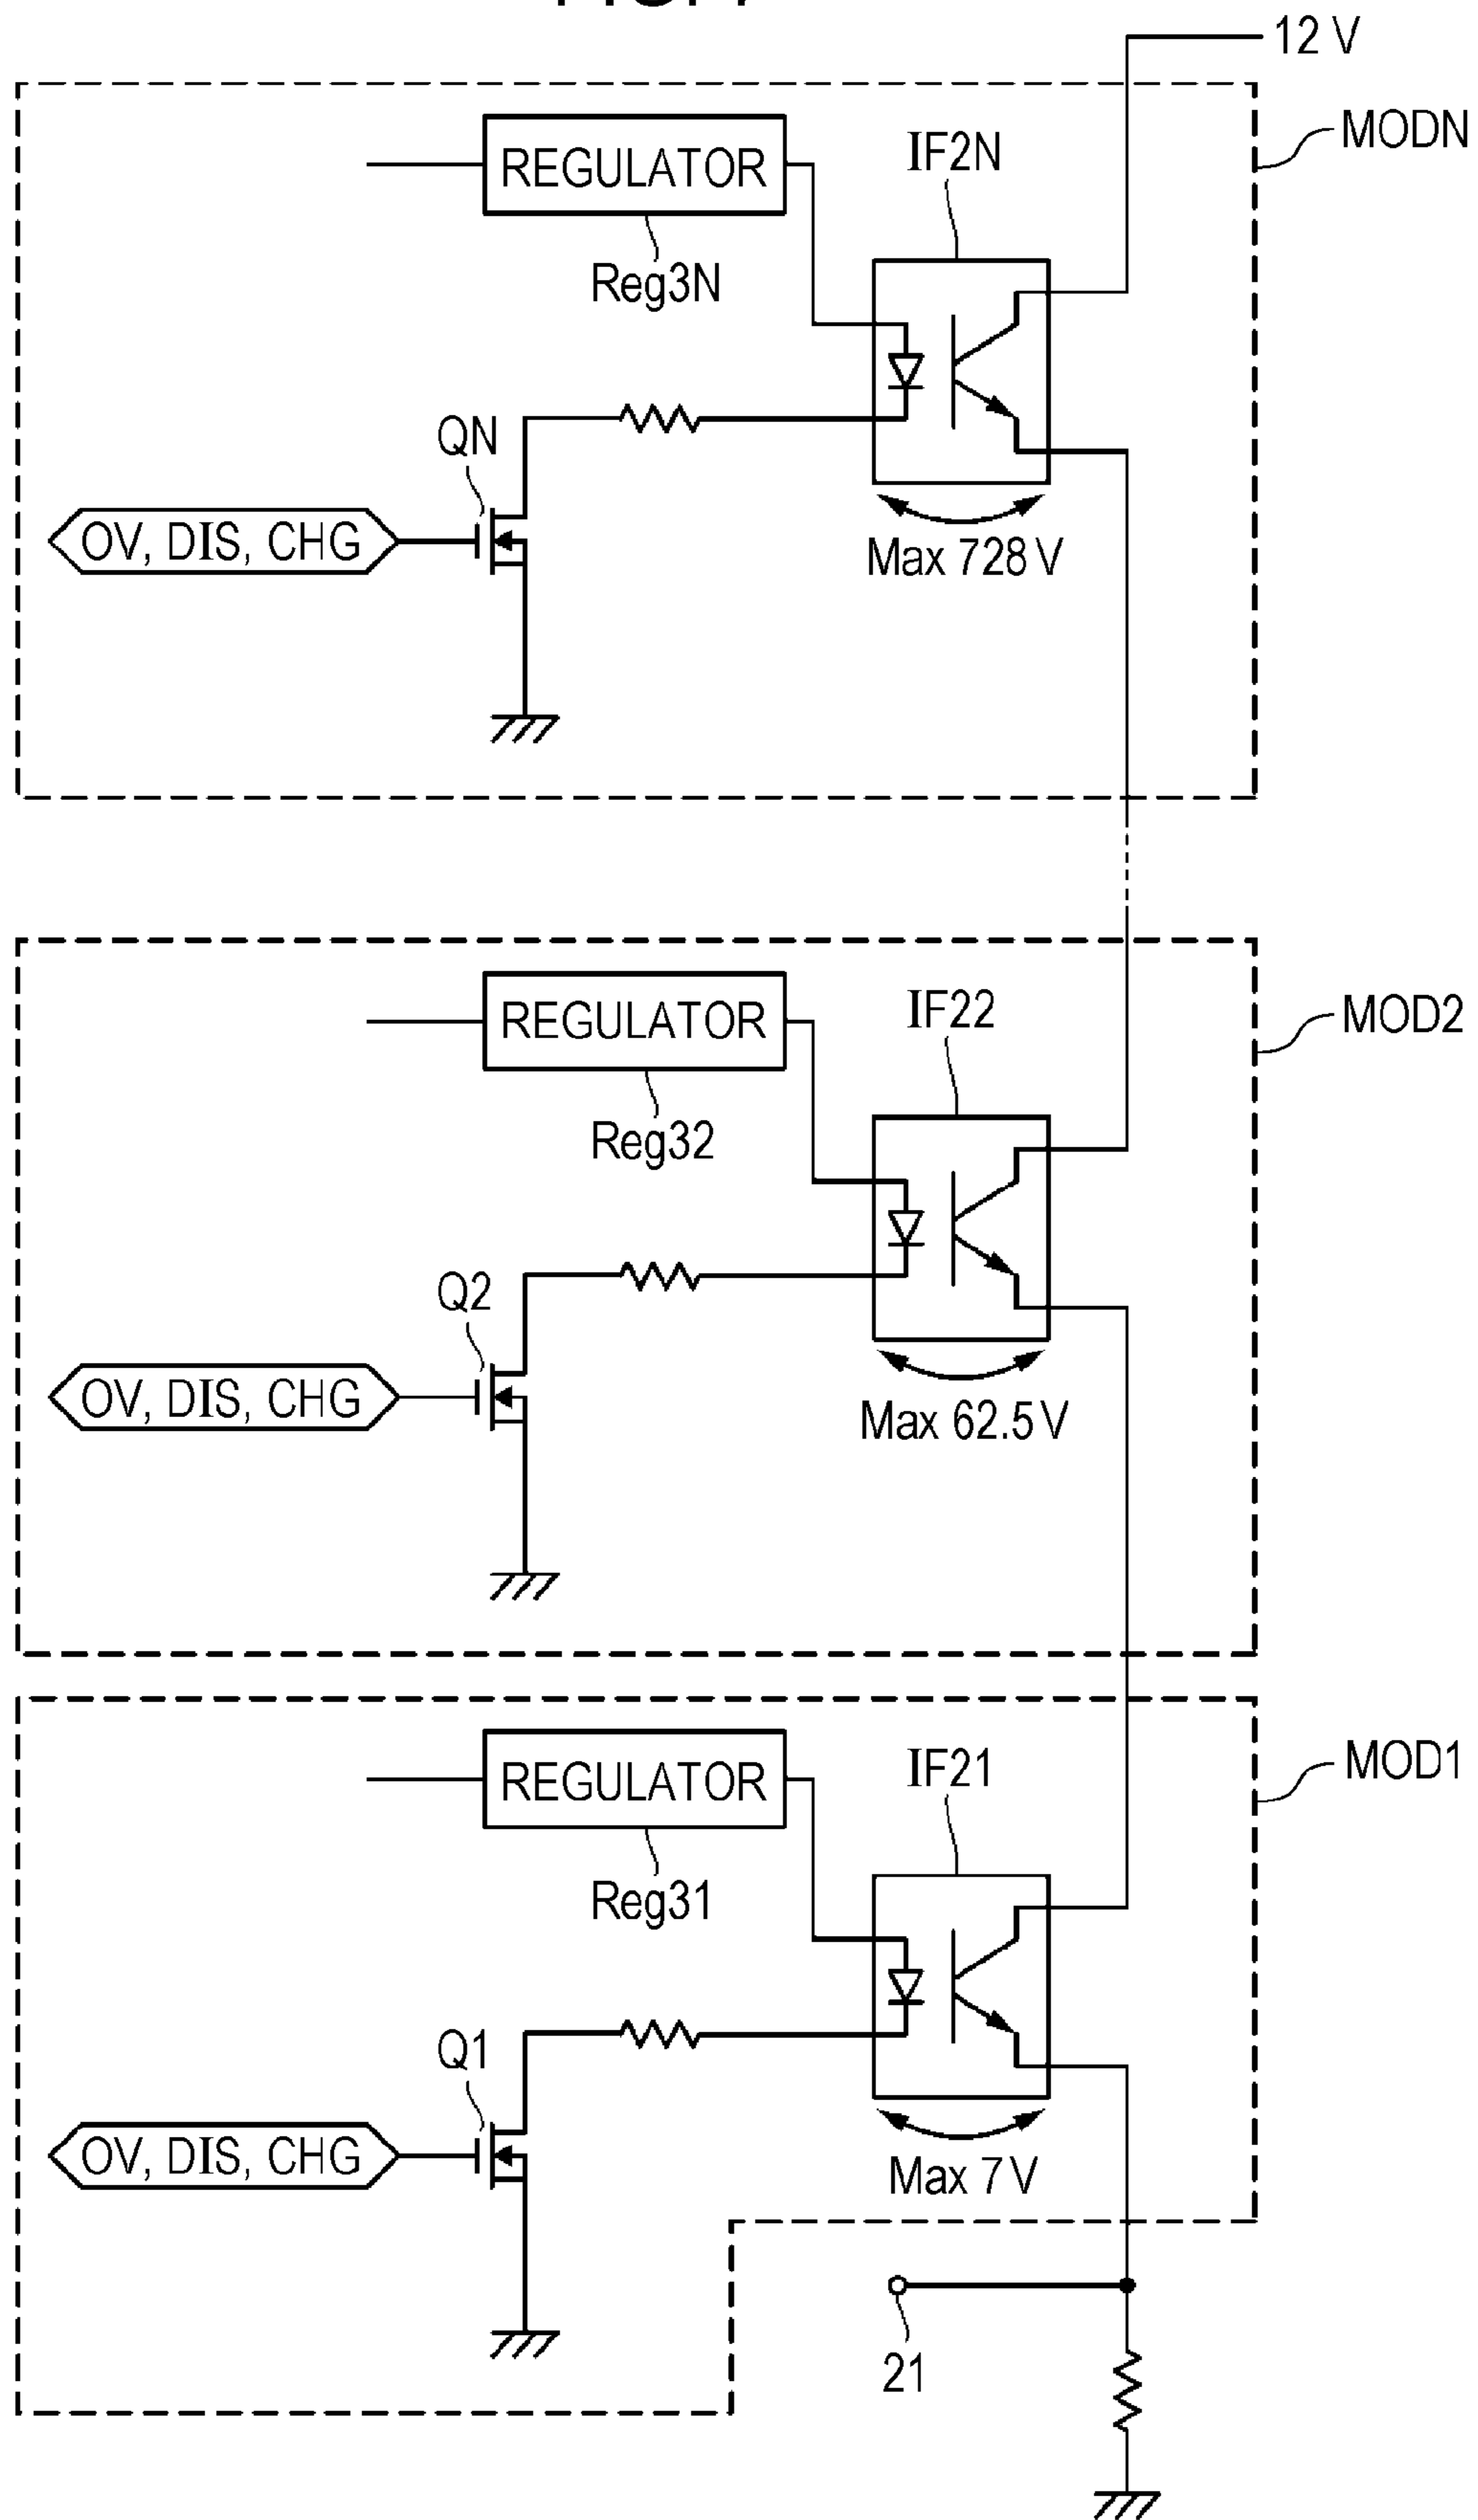 12 V
MODN
REGULATOR
IF2N
Reg3N
QN
OV, DIS, CHG
Max 728 V
MOD2
REGULATOR
IF22
Reg32
Q2
OV, DIS, CHG
Max 62.5 V
MOD1
REGULATOR
IF21
Reg31
Q1
OV, DIS, CHG
Max 7 V
21